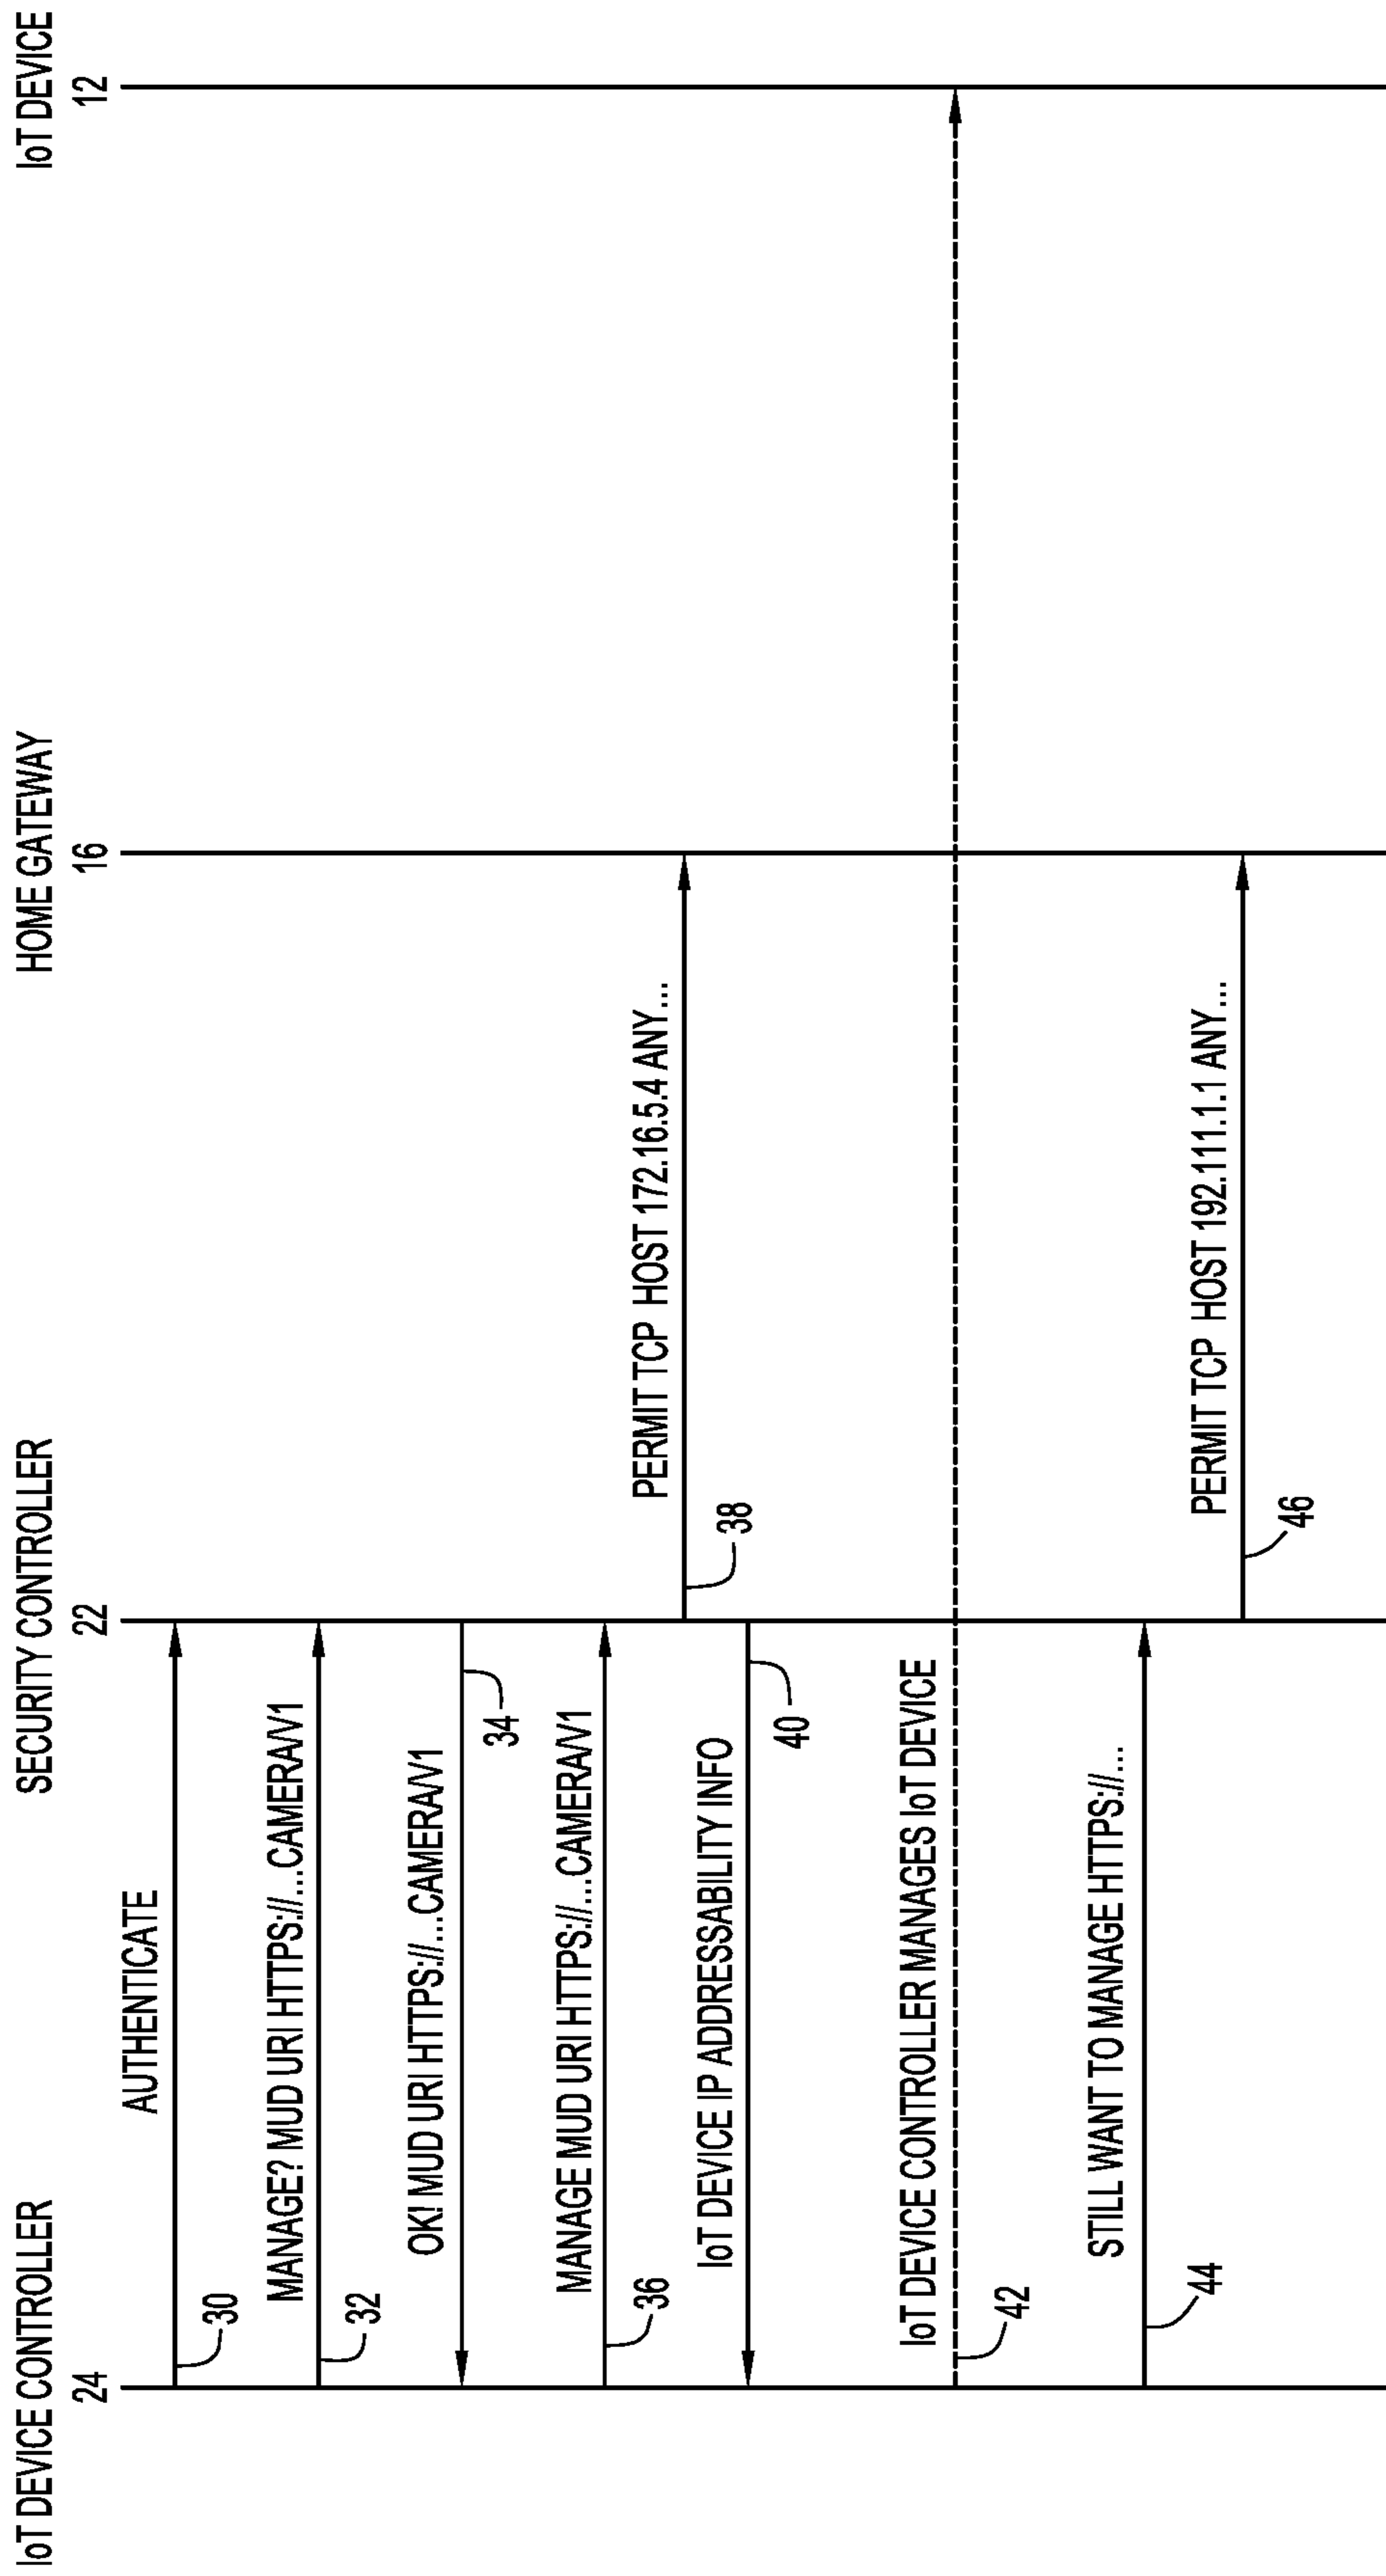 IoT DEVICE CONTROLLER
24
SECURITY CONTROLLER
22
HOME GATEWAY
16
IoT DEVICE
12
AUTHENTICATE
30
MANAGE? MUD URI HTTPS://...CAMERA/V1
32
OK! MUD URI HTTPS://...CAMERA/V1
34
MANAGE MUD URI HTTPS://...CAMERA/V1
36
PERMIT TCP HOST 172.16.5.4 ANY...
38
IoT DEVICE IP ADDRESSABILITY INFO
40
IoT DEVICE CONTROLLER MANAGES IoT DEVICE
42
STILL WANT TO MANAGE HTTPS://...
44
PERMIT TCP HOST 192.111.1.1 ANY...
46